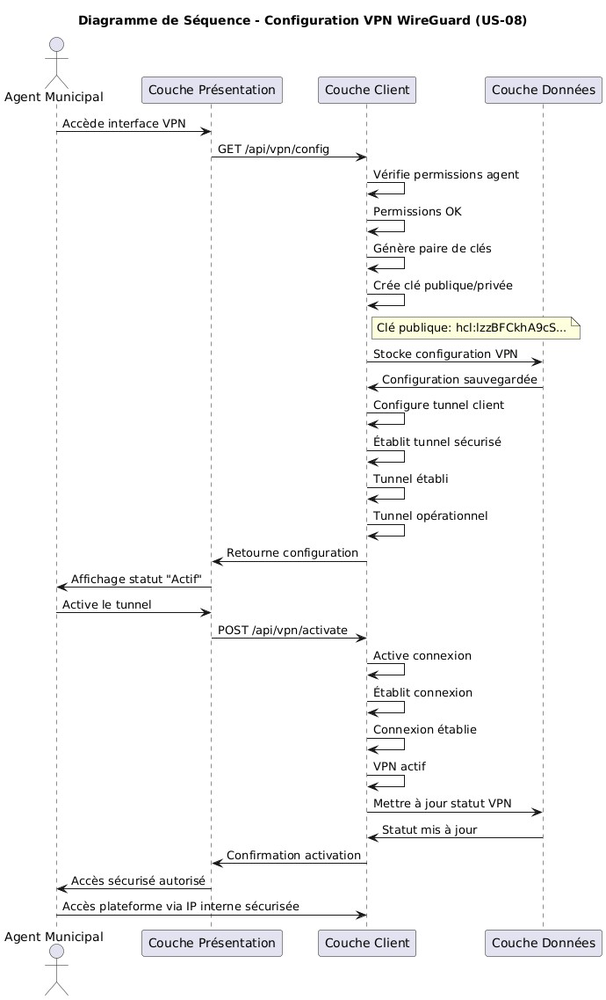 Diagramme de Séquence - Configuration VPN WireGuard (US-08)
Agent Municipal
Couche Présentation
Couche Client
Couche Données
Accède interface VPN
GET /api/vpn/config
Vérifie permissions agent
Permissions OK
Génère paire de clés
Crée clé publique/privée
Clé publique: hcl:lzzBFCkhA9cS...
Stocke configuration VPN
Configuration sauvegardée
Configure tunnel client
Établit tunnel sécurisé
Tunnel établi
Tunnel opérationnel
Retourne configuration
Affichage statut "Actif"
Active le tunnel
POST /api/vpn/activate
Active connexion
Établit connexion
Connexion établie
VPN actif
Mettre à jour statut VPN
Statut mis à jour
Confirmation activation
Accès sécurisé autorisé
Accès plateforme via IP interne sécurisée
Agent Municipal
Couche Présentation
Couche Client
Couche Données